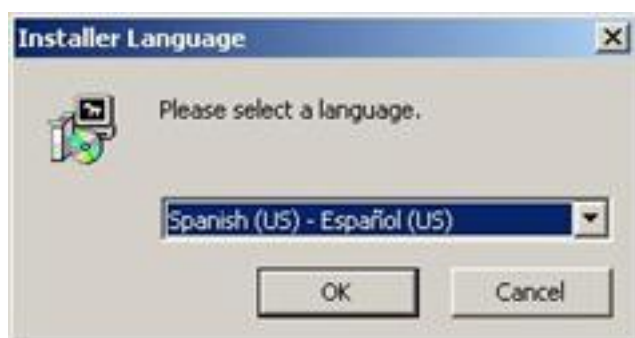 Installer Language
Please select a language.
Spanish (US) - Español (US)
OK Cancel